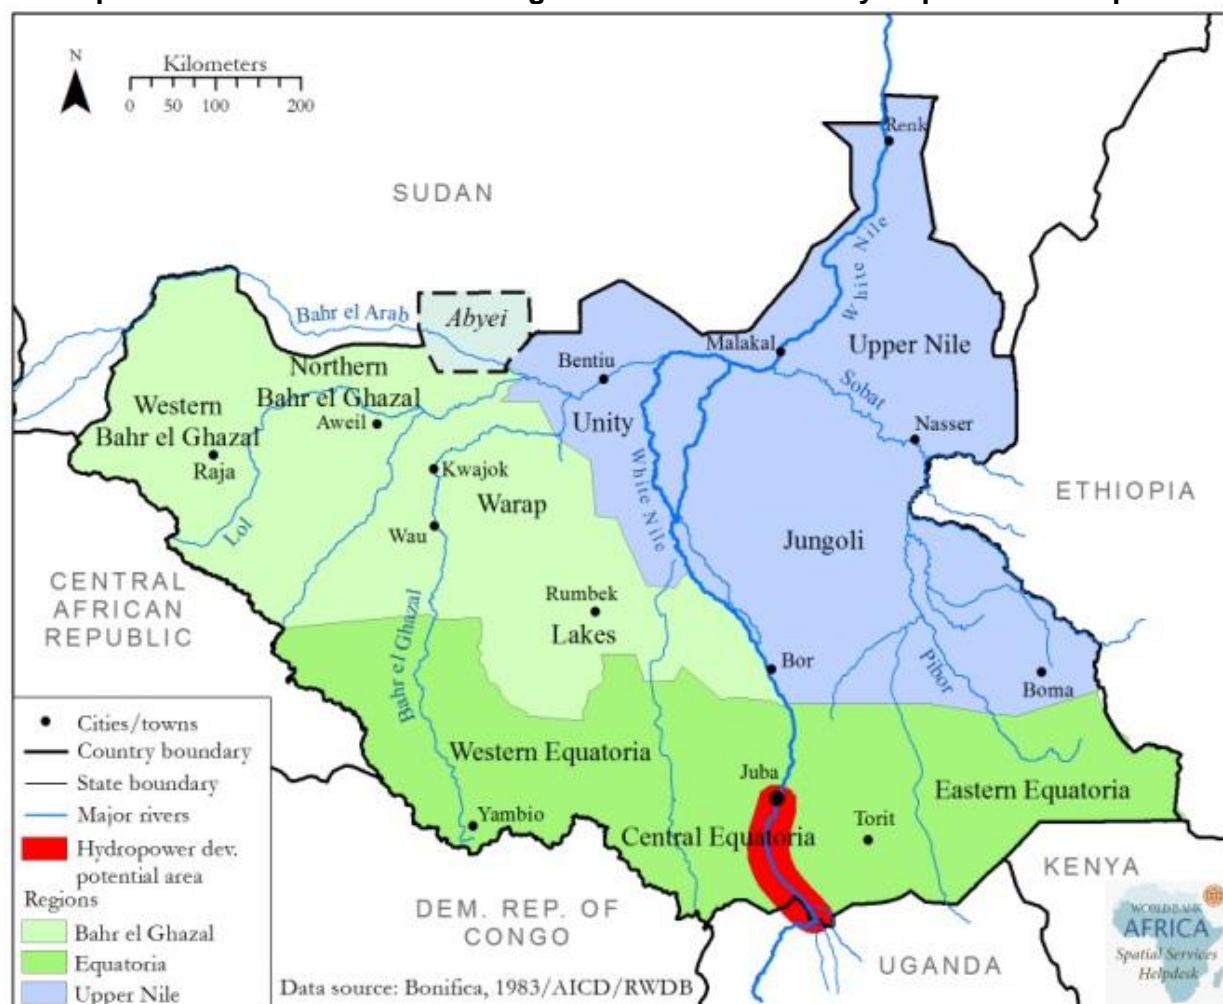 N
Kilometers
0 50 100 200
Renk
SUDAN
White Nile
Bahr el Arab
Abyei
Malakal
Upper Nile
Bentiu
Northern
Bahr el Ghazal
Sobat
Western
Bahr el Ghazal
Aweil
Unity
Nasser
Raja
Kwajok
White Nile
ETHIOPIA
Warap
Lol
Wau
Jungoli
CENTRAL
AFRICAN
REPUBLIC
Rumbek
Lakes
Bahr el Ghazal
Bor
Pibor
Boma
Western Equatoria
Juba
Eastern Equatoria
Yambio
Torit
Central Equatoria
KENYA
DEM. REP. OF
CONGO
UGANDA
Cities/towns
Country boundary
State boundary
Major rivers
Hydropower dev.
potential area
Regions
Bahr el Ghazal
Equatoria
Upper Nile
Data source: Bonifica, 1983/AICD/RWDB
WORLD BANK
AFRICA
Spatial Services
Helpdesk